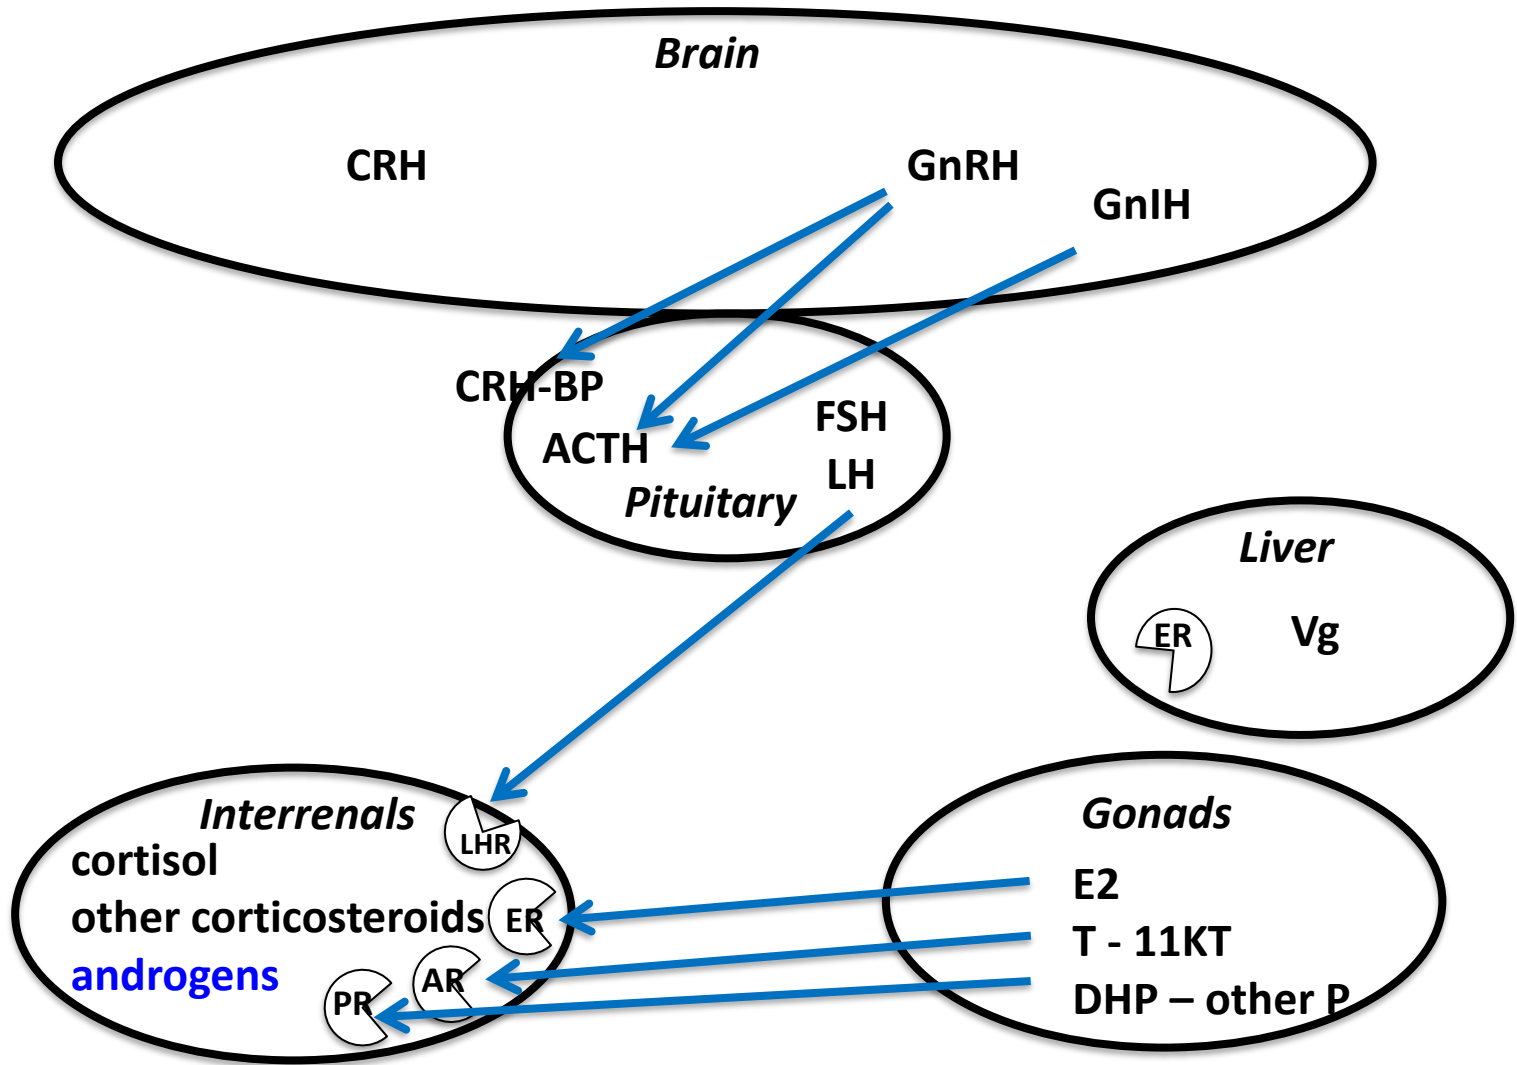 Brain
CRH
GnRH
GnIH
CRH-BP
ACTH
FSH
LH
Pituitary
Liver
ER
Vg
Interrenals
LHR
cortisol
other corticosteroids
ER
androgens
AR
PR
Gonads
E2
T - 11KT
DHP – other P